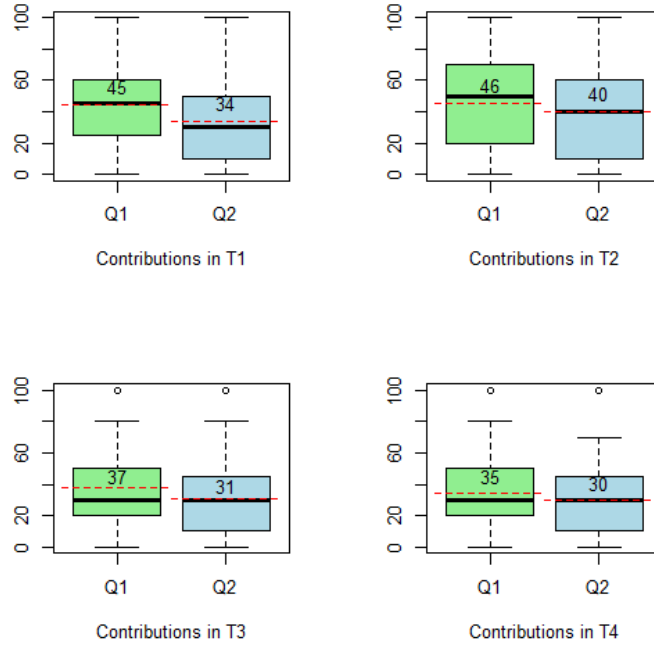 100
60
20
0
45
34
Q1
Q2
Contributions in T1
100
60
20
0
46
40
Q1
Q2
Contributions in T2
100
60
20
0
37
31
Q1
Q2
Contributions in T3
100
60
20
0
35
30
Q1
Q2
Contributions in T4